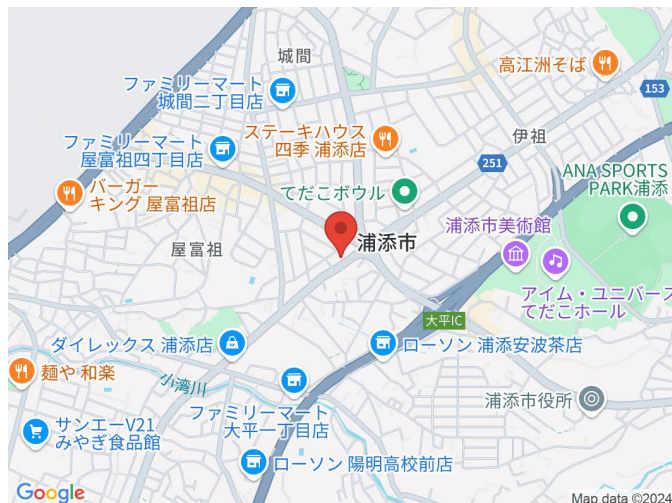 城間
ファミリーマート
城間二丁目店
高江洲そば
153
ステーキハウス
四季 浦添店
伊祖
ファミリーマート
屋富祖四丁目店
251
ANA SPORTS
PARK浦添
バーガー
キング 屋富祖店
てだこボウル
浦添市美術館
浦添市
屋富祖
アイム・ユニバース
てだこホール
大平IC
ダイレックス 浦添店
ローソン 浦添安波茶店
麺や 和楽
小湾川
ファミリーマート
大平一丁目店
浦添市役所
サンエーV21
みやぎ食品館
ローソン 陽明高校前店
Google
Map data ©2024